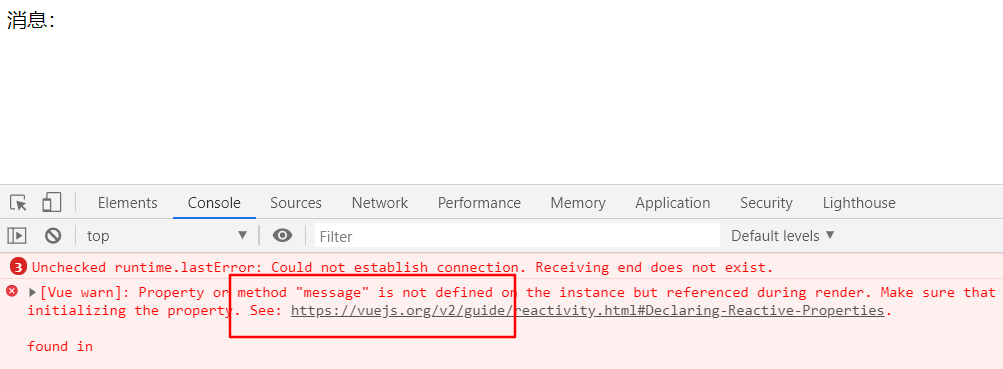 消息：
Elements Console Sources Network Performance Memory Application Security Lighthouse
top ▼ Filter Default levels ▼
3 Unchecked runtime.lastError: Could not establish connection. Receiving end does not exist.
▶[Vue warn]: Property or method "message" is not defined on the instance but referenced during render. Make sure that
initializing the property. See: https://vuejs.org/v2/guide/reactivity.html#Declaring-Reactive-Properties.
found in